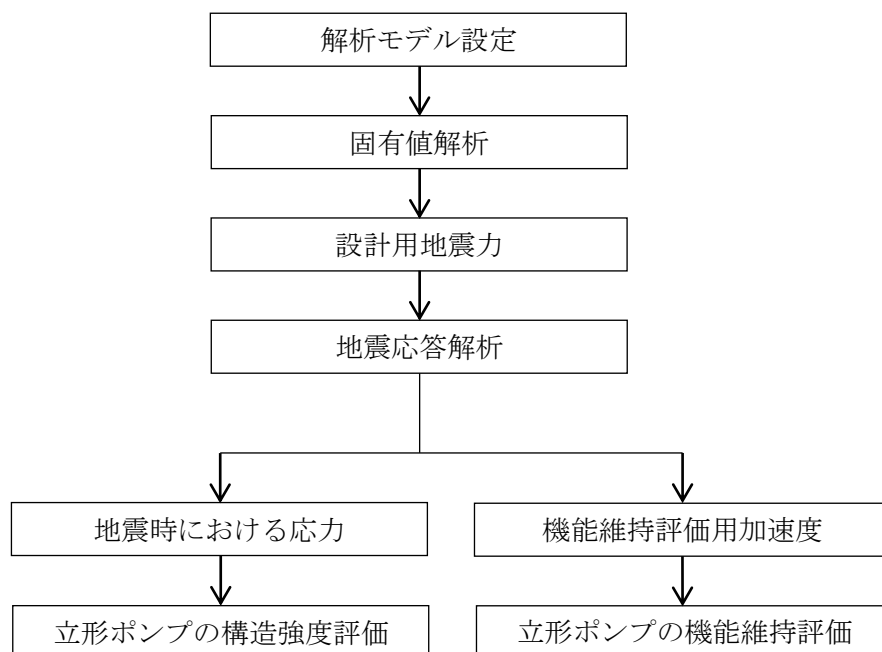 解析モデル設定
固有値解析
設計用地震力
地震応答解析
地震時における応力
機能維持評価用加速度
立形ポンプの構造強度評価
立形ポンプの機能維持評価